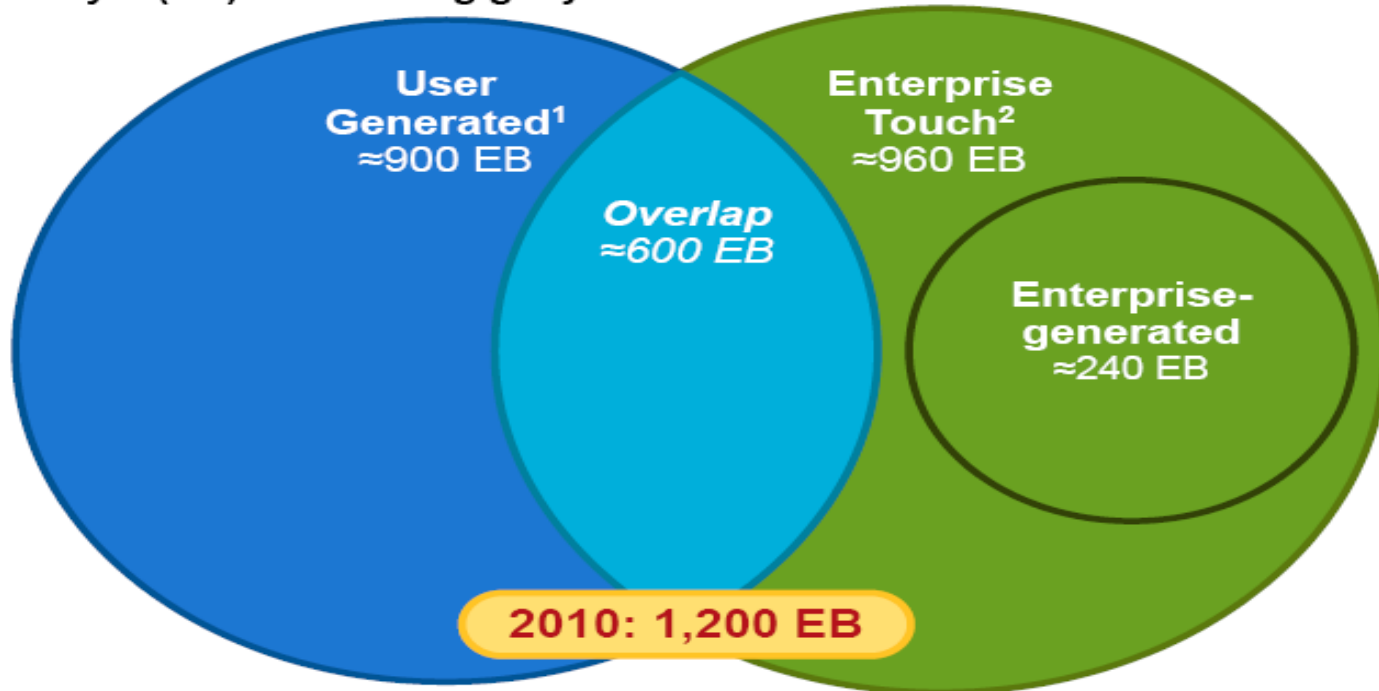 User
Generated¹
≈900 EB
Enterprise
Touch²
≈960 EB
Overlap
≈600 EB
Enterprise-
generated
≈240 EB
2010: 1,200 EB